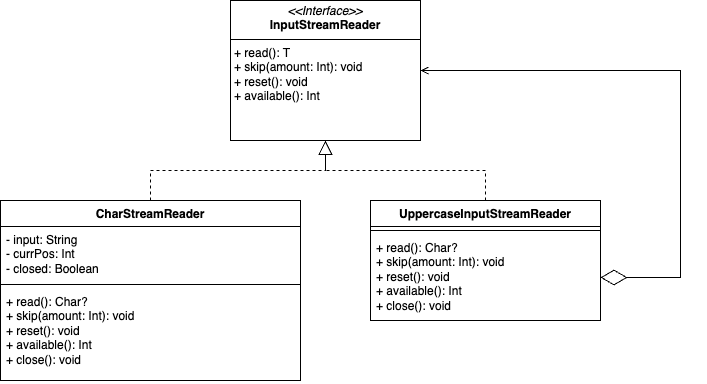 <<Interface>>
InputStreamReader
+ read(): T
+ skip(amount: Int): void
+ reset(): void
+ available(): Int
CharStreamReader
- input: String
- currPos: Int
- closed: Boolean
+ read(): Char?
+ skip(amount: Int): void
+ reset(): void
+ available(): Int
+ close(): void
UppercaseInputStreamReader
+ read(): Char?
+ skip(amount: Int): void
+ reset(): void
+ available(): Int
+ close(): void